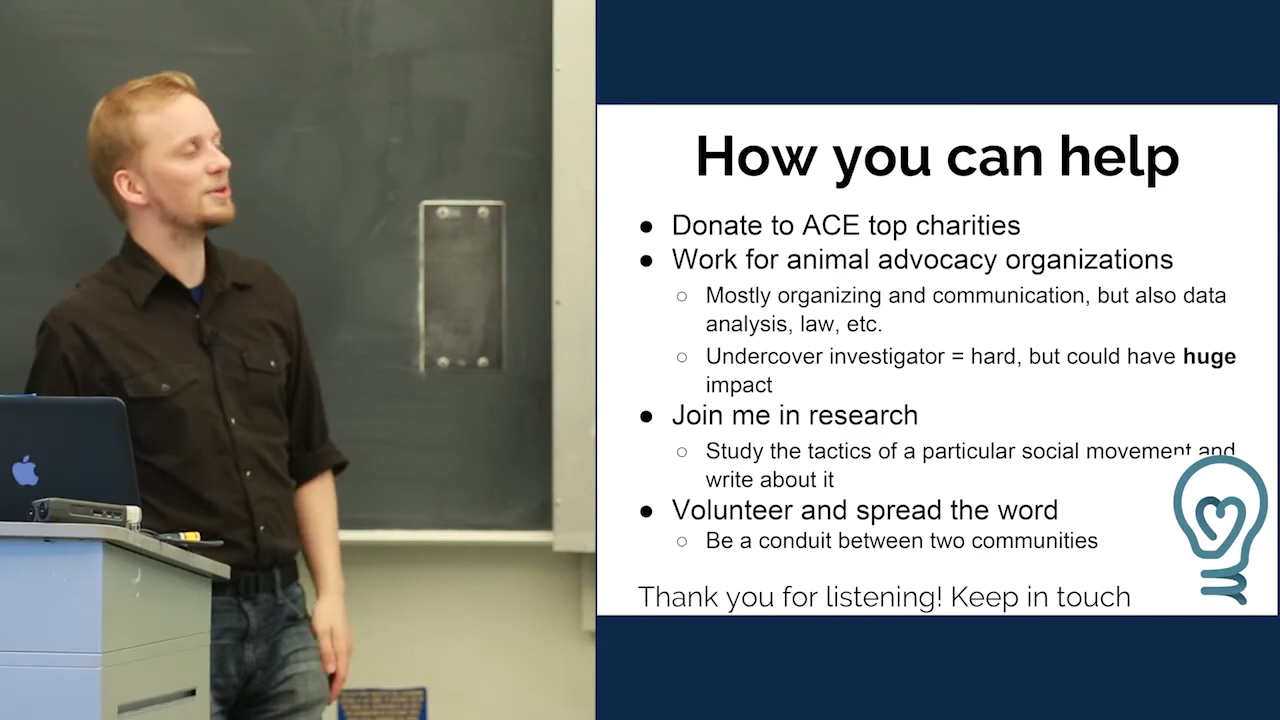 How you can help
● Donate to ACE top charities
● Work for animal advocacy organizations
○ Mostly organizing and communication, but also data
analysis, law, etc.
○ Undercover investigator = hard, but could have huge
impact
● Join me in research
○ Study the tactics of a particular social movement and
write about it
● Volunteer and spread the word
○ Be a conduit between two communities
Thank you for listening! Keep in touch